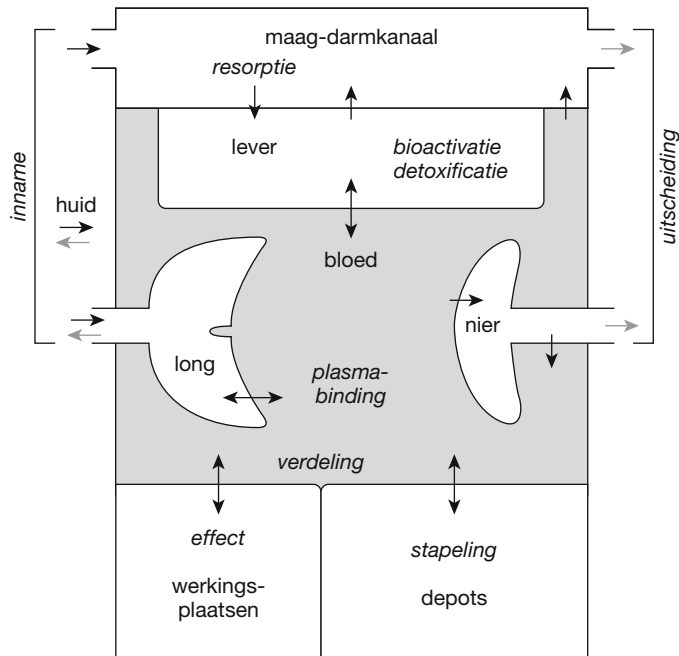 maag-darmkanaal
resorptie
lever
bioactivatie
detoxificatie
inname
huid
uitscheiding
bloed
long
nier
plasma-
binding
verdeling
effect
werkings-
plaatsen
stapeling
depots